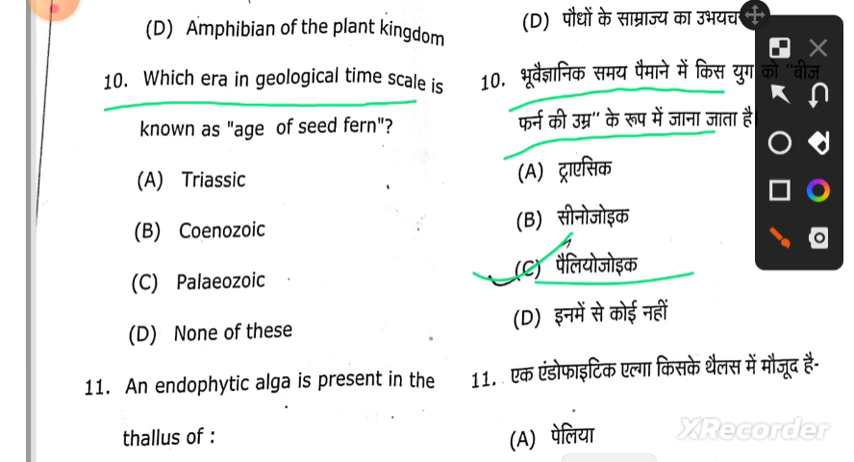 (D) Amphibian of the plant kingdom
10. Which era in geological time scale is
known as "age of seed fern"?
(A) Triassic
(B) Coenozoic
(C) Palaeozoic
(D) None of these
11. An endophytic alga is present in the
thallus of :
(D) पौधों के साम्राज्य का उभयच
10. भूवैज्ञानिक समय पैमाने में किस युग को "बीज
फर्न की उम्र" के रूप में जाना जाता है
(A) ट्राएसिक
(B) सीनोजोइक
(C) पैलियोजोइक
(D) इनमें से कोई नहीं
11. एक एंडोफाइटिक एल्गा किसके थैलस में मौजूद है-
(A) पेलिया
XRecorder